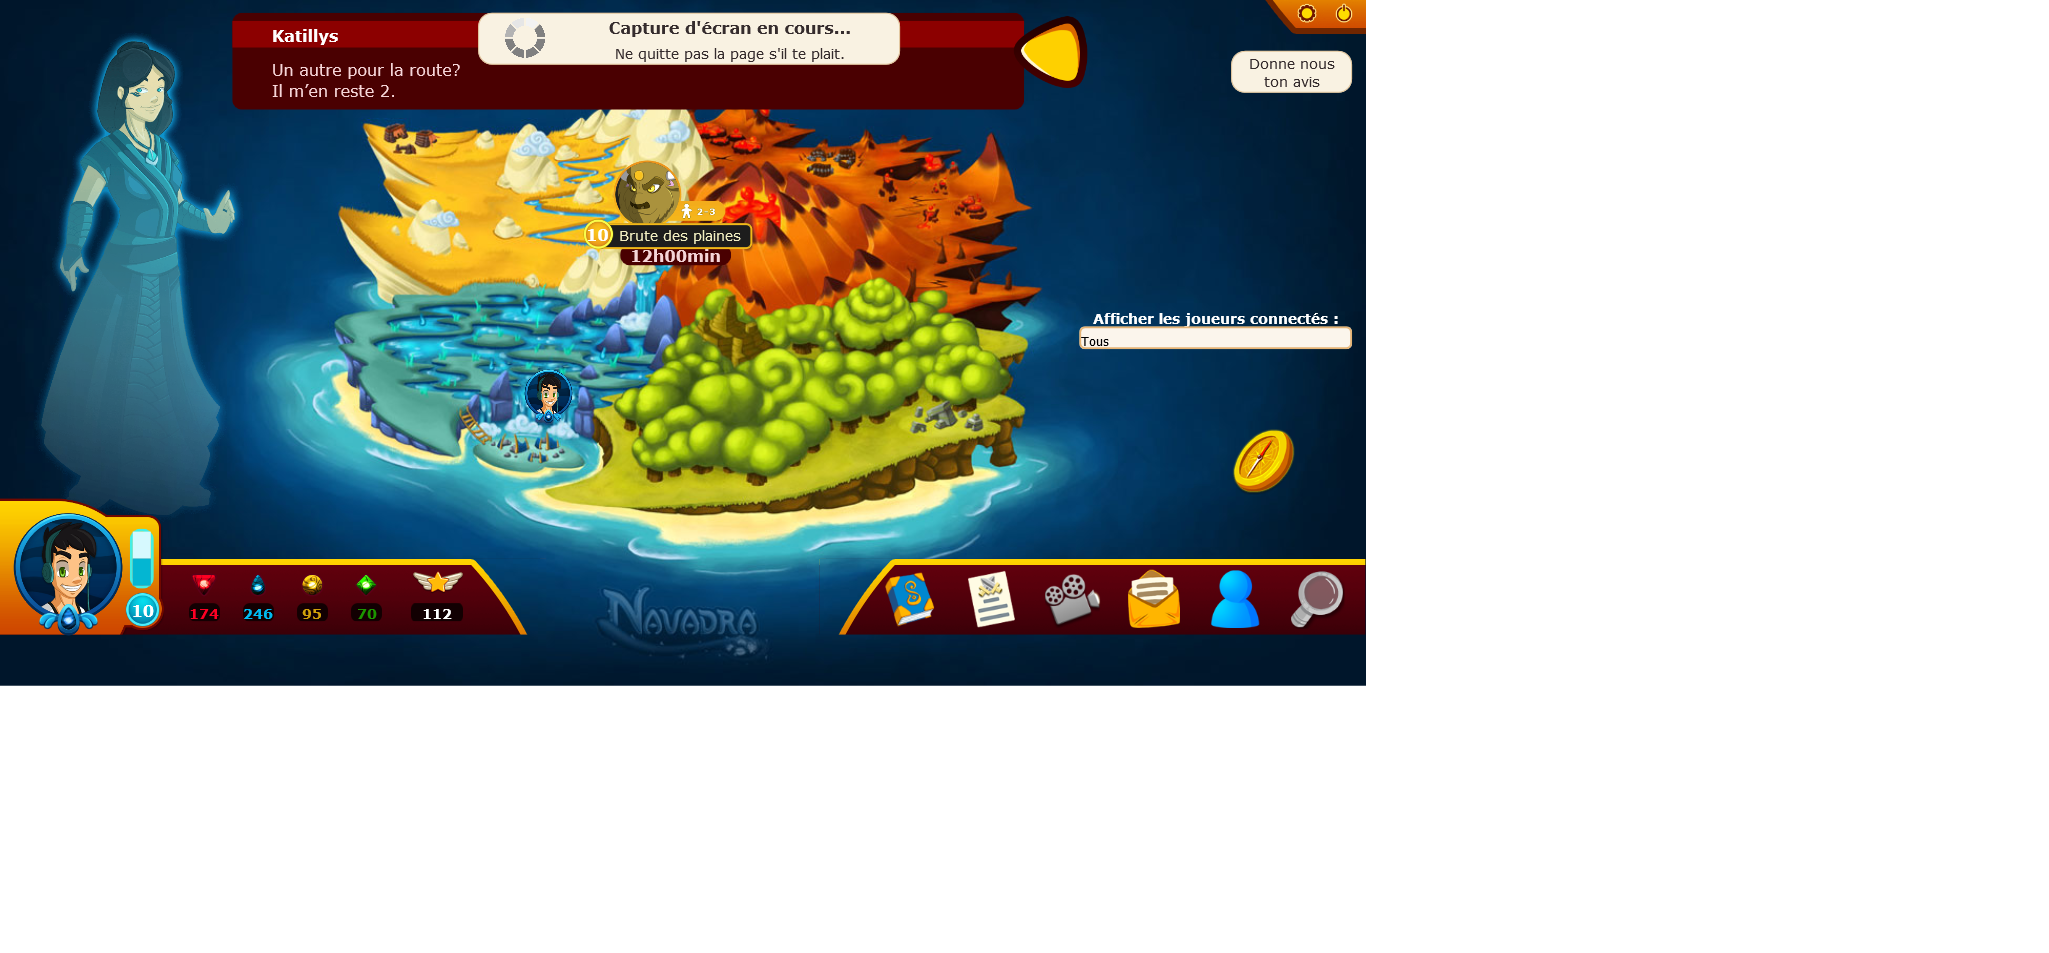 Katillys
Un autre pour la route?
Il m’en reste 2.
Capture d'écran en cours...
Ne quitte pas la page s'il te plait.
Donne nous
ton avis
2-3
10 Brute des plaines
12h00min
Afficher les joueurs connectés :
Tous
10
174 246 95 70 112
NAVADRA